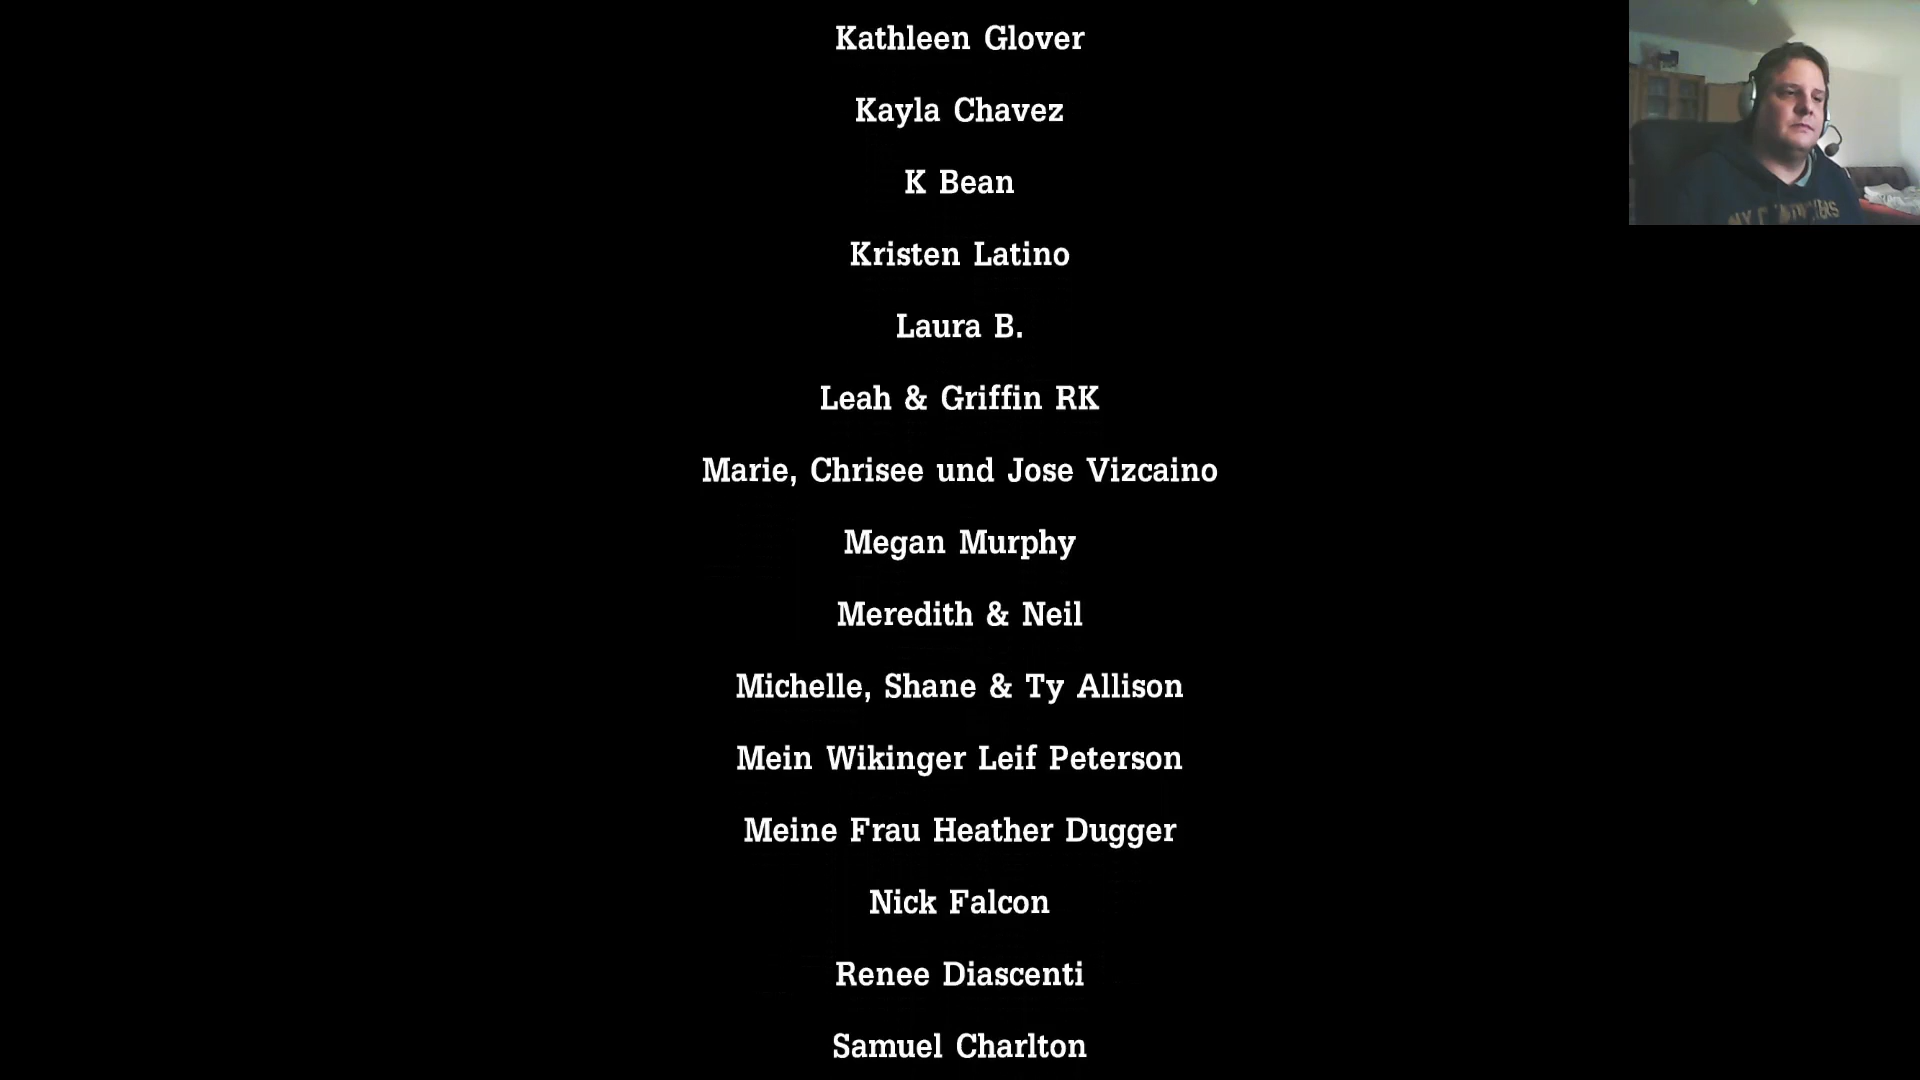 Kathleen Glover
Kayla Chavez
K Bean
Kristen Latino
Laura B.
Leah & Griffin RK
Marie, Chrisee und Jose Vizcaino
Megan Murphy
Meredith & Neil
Michelle, Shane & Ty Allison
Mein Wikinger Leif Peterson
Meine Frau Heather Dugger
Nick Falcon
Renee Diascenti
Samuel Charlton